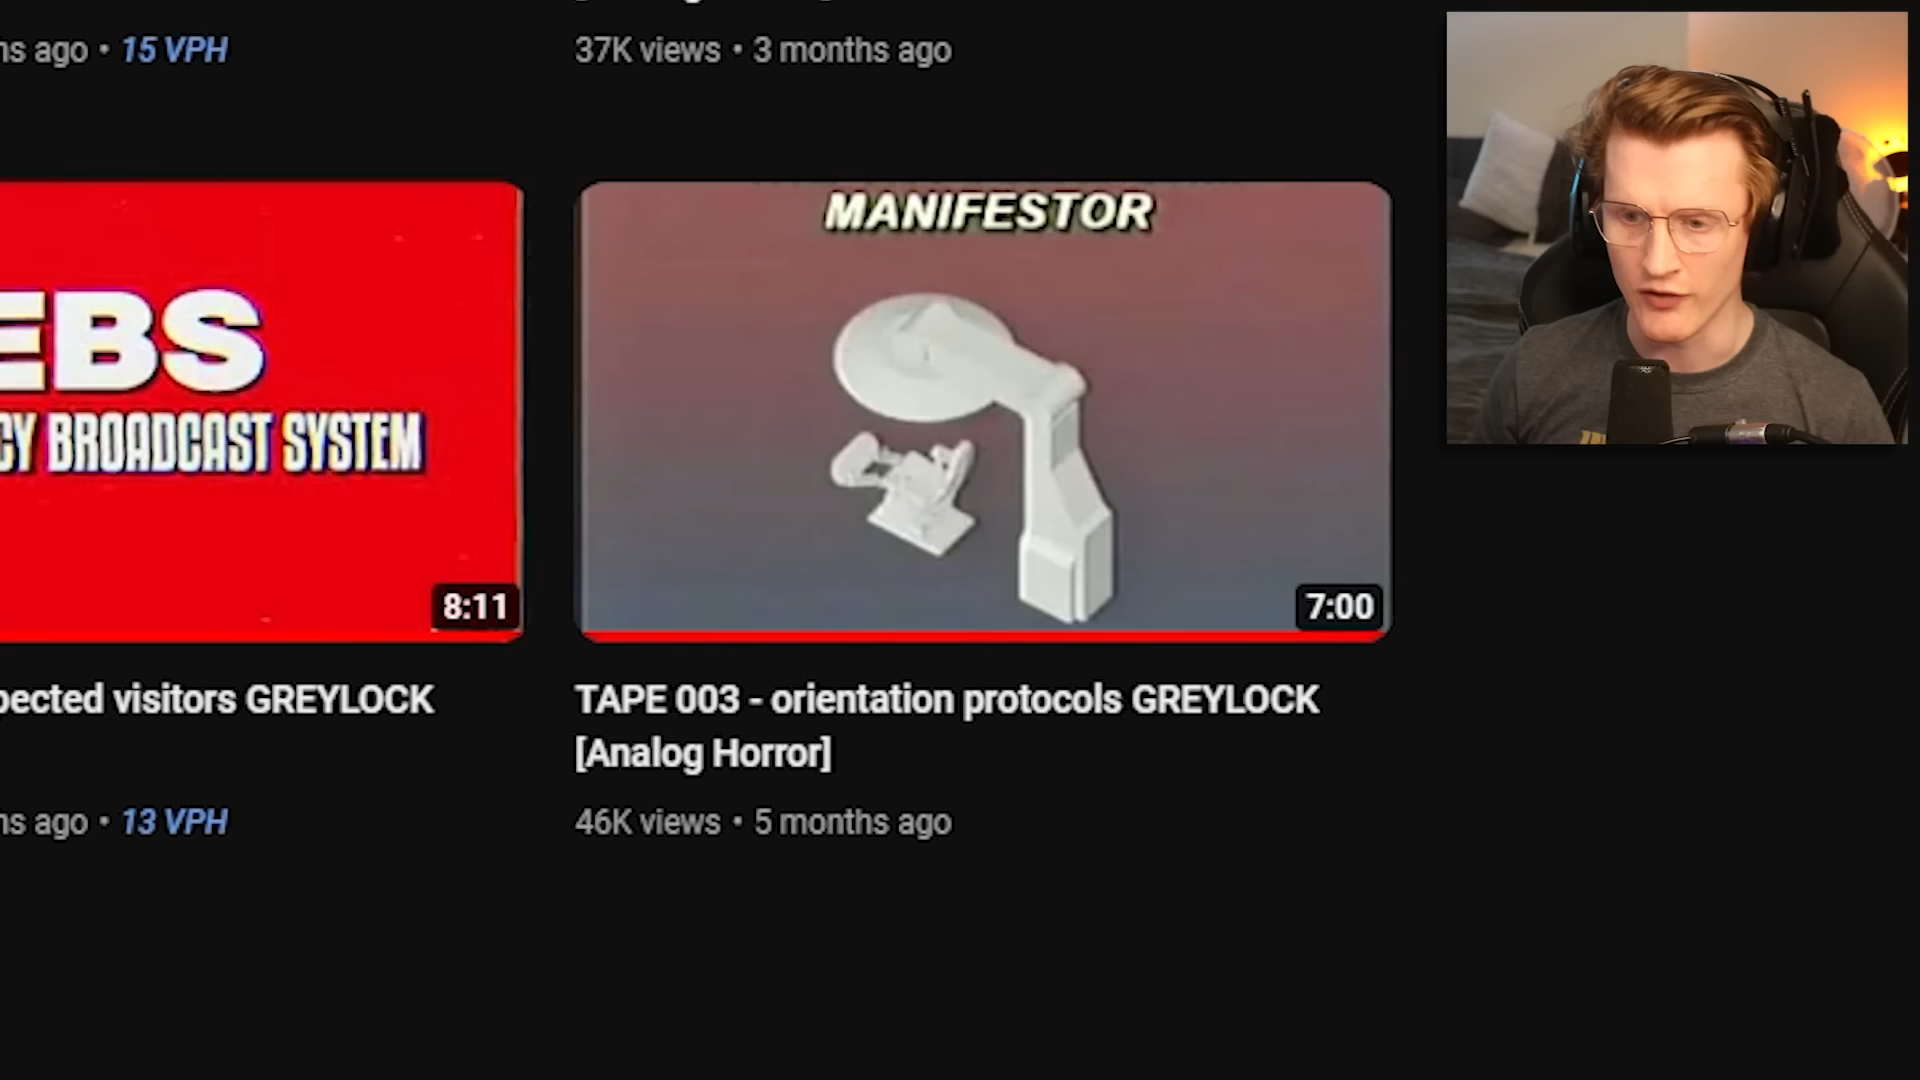 ns ago • 15 VPH
37K views • 3 months ago
EBS
CY BROADCAST SYSTEM
8:11
MANIFESTOR
7:00
pected visitors GREYLOCK
ns ago • 13 VPH
TAPE 003 - orientation protocols GREYLOCK
[Analog Horror]
46K views • 5 months ago